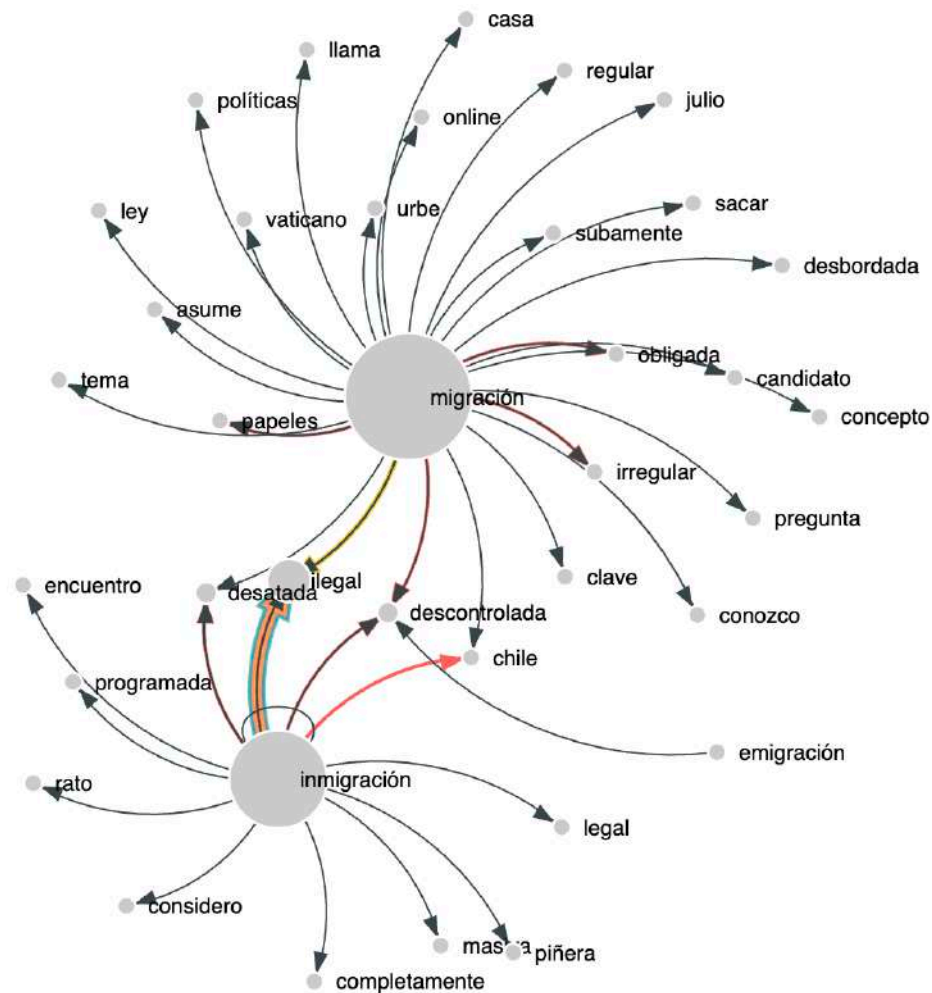 casa
llama
regular
políticas
julio
online
sacar
ley
vaticano
urbe
subamente
desbordada
asume
obligada
tema
candidato
migración
papeles
concepto
irregular
pregunta
ilegal
clave
encuentro
desatada
descontrolada
conozco
chile
programada
emigración
inmigración
rato
legal
considero
piñera
completamente